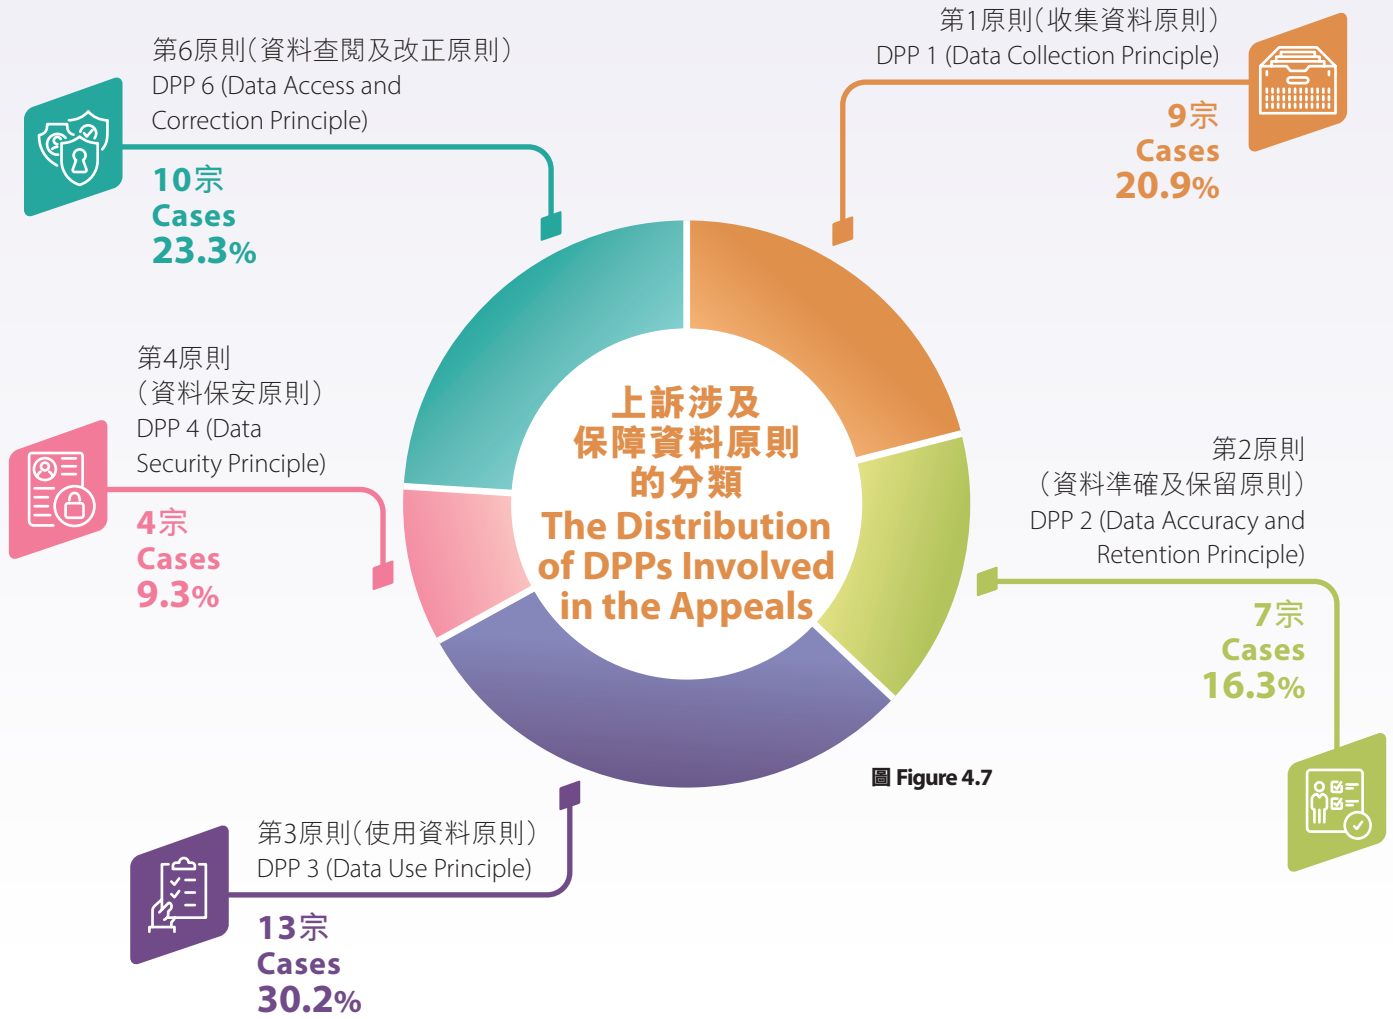 第1原則（收集資料原則）
DPP 1 (Data Collection Principle)
9宗
Cases
20.9%
第2原則
（資料準確及保留原則）
DPP 2 (Data Accuracy and
Retention Principle)
7宗
Cases
16.3%
第3原則（使用資料原則）
DPP 3 (Data Use Principle)
13宗
Cases
30.2%
第4原則
（資料保安原則）
DPP 4 (Data
Security Principle)
4宗
Cases
9.3%
第6原則（資料查閱及改正原則）
DPP 6 (Data Access and
Correction Principle)
10宗
Cases
23.3%
上訴涉及
保障資料原則
的分類
The Distribution
of DPPs Involved
in the Appeals
圖 Figure 4.7